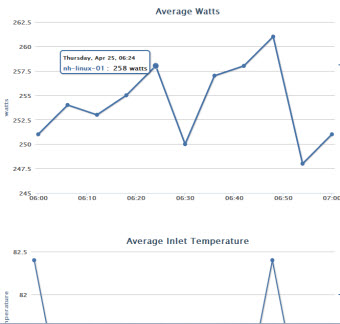 Average Watts
262.5
260
257.5
255
252.5
250
247.5
245
watts
Thursday, Apr 25, 06:24
nh-linux-01 : 258 watts
06:00 06:10 06:20 06:30 06:40 06:50 07:00
Average Inlet Temperature
82.5
82
perature